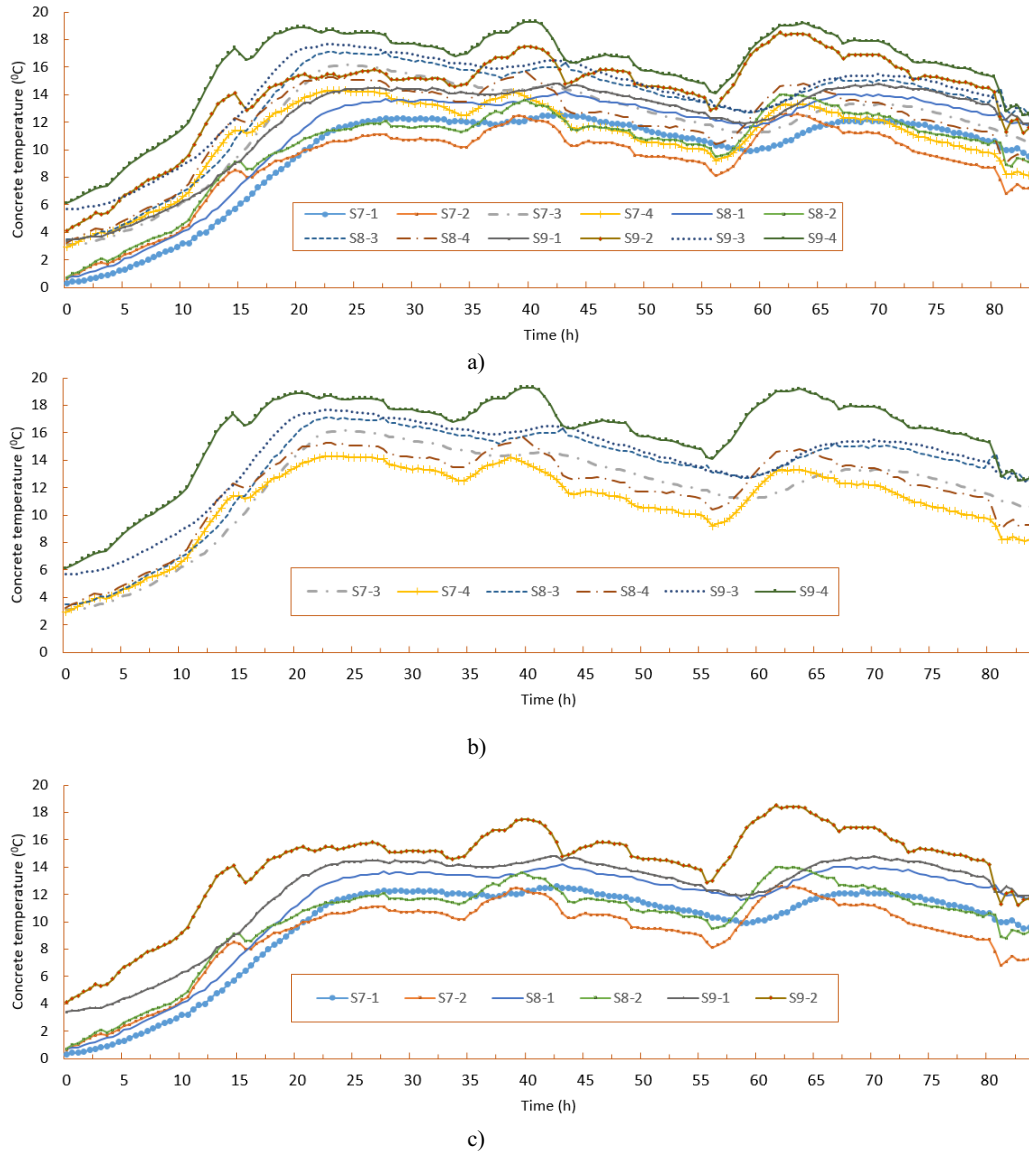 20
18
16
14
12
10
8
6
4
2
0
Concrete temperature (⁰C)
S7-1 S7-2 S7-3 S7-4 S8-1 S8-2
S8-3 S8-4 S9-1 S9-2 S9-3 S9-4
0 5 10 15 20 25 30 35 40 45 50 55 60 65 70 75 80
Time (h)
a)
20
18
16
14
12
10
8
6
4
2
0
Concrete temperature (⁰C)
S7-3 S7-4 S8-3 S8-4 S9-3 S9-4
0 5 10 15 20 25 30 35 40 45 50 55 60 65 70 75 80
Time (h)
b)
20
18
16
14
12
10
8
6
4
2
0
Concrete temperature (⁰C)
S7-1 S7-2 S8-1 S8-2 S9-1 S9-2
0 5 10 15 20 25 30 35 40 45 50 55 60 65 70 75 80
Time (h)
c)